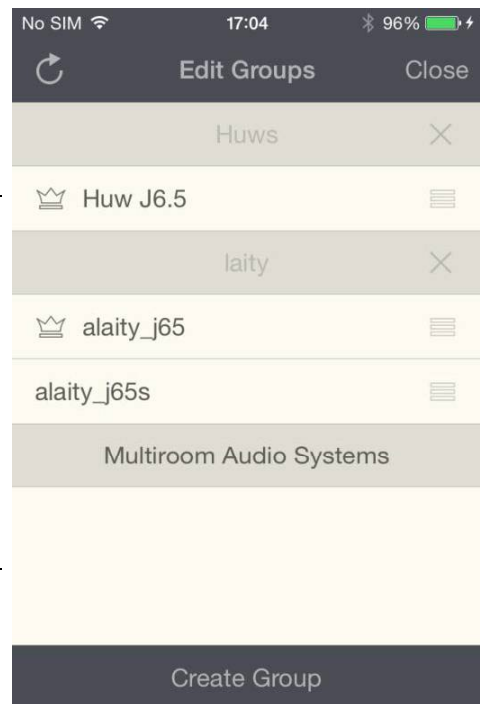 No SIM 17:04 96%
Edit Groups Close
Huws
Huw J6.5
laity
alaity_j65
alaity_j65s
Multiroom Audio Systems
Create Group